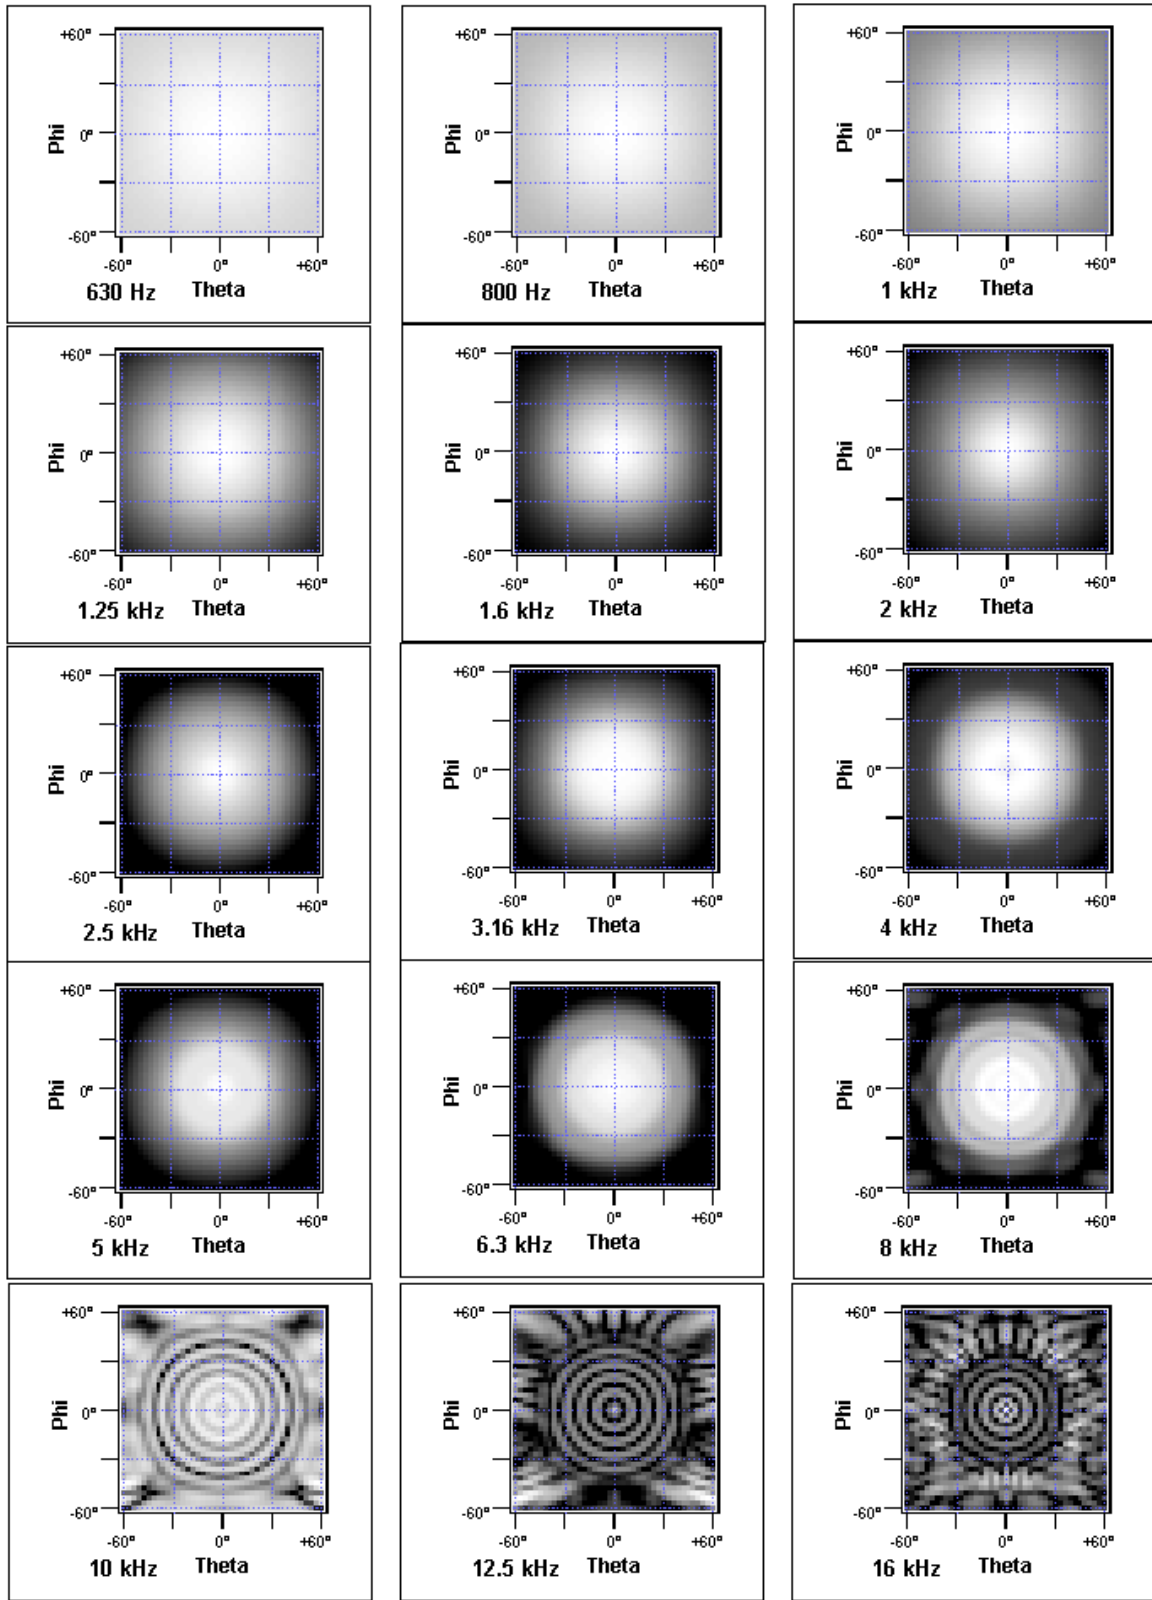 +60°
Phi
0°
-60°
-60° 0° +60°
630 Hz Theta
+60°
Phi
0°
-60°
-60° 0° +60°
800 Hz Theta
+60°
Phi
0°
-60°
-60° 0° +60°
1 kHz Theta
+60°
Phi
0°
-60°
-60° 0° +60°
1.25 kHz Theta
+60°
Phi
0°
-60°
-60° 0° +60°
1.6 kHz Theta
+60°
Phi
0°
-60°
-60° 0° +60°
2 kHz Theta
+60°
Phi
0°
-60°
-60° 0° +60°
2.5 kHz Theta
+60°
Phi
0°
-60°
-60° 0° +60°
3.16 kHz Theta
+60°
Phi
0°
-60°
-60° 0° +60°
4 kHz Theta
+60°
Phi
0°
-60°
-60° 0° +60°
5 kHz Theta
+60°
Phi
0°
-60°
-60° 0° +60°
6.3 kHz Theta
+60°
Phi
0°
-60°
-60° 0° +60°
8 kHz Theta
+60°
Phi
0°
-60°
-60° 0° +60°
10 kHz Theta
+60°
Phi
0°
-60°
-60° 0° +60°
12.5 kHz Theta
+60°
Phi
0°
-60°
-60° 0° +60°
16 kHz Theta